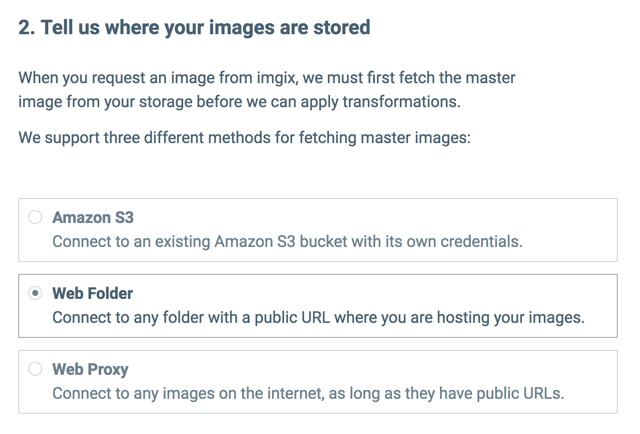 2. Tell us where your images are stored
When you request an image from imgix, we must first fetch the master
image from your storage before we can apply transformations.
We support three different methods for fetching master images:
Amazon S3
Connect to an existing Amazon S3 bucket with its own credentials.
Web Folder
Connect to any folder with a public URL where you are hosting your images.
Web Proxy
Connect to any images on the internet, as long as they have public URLs.